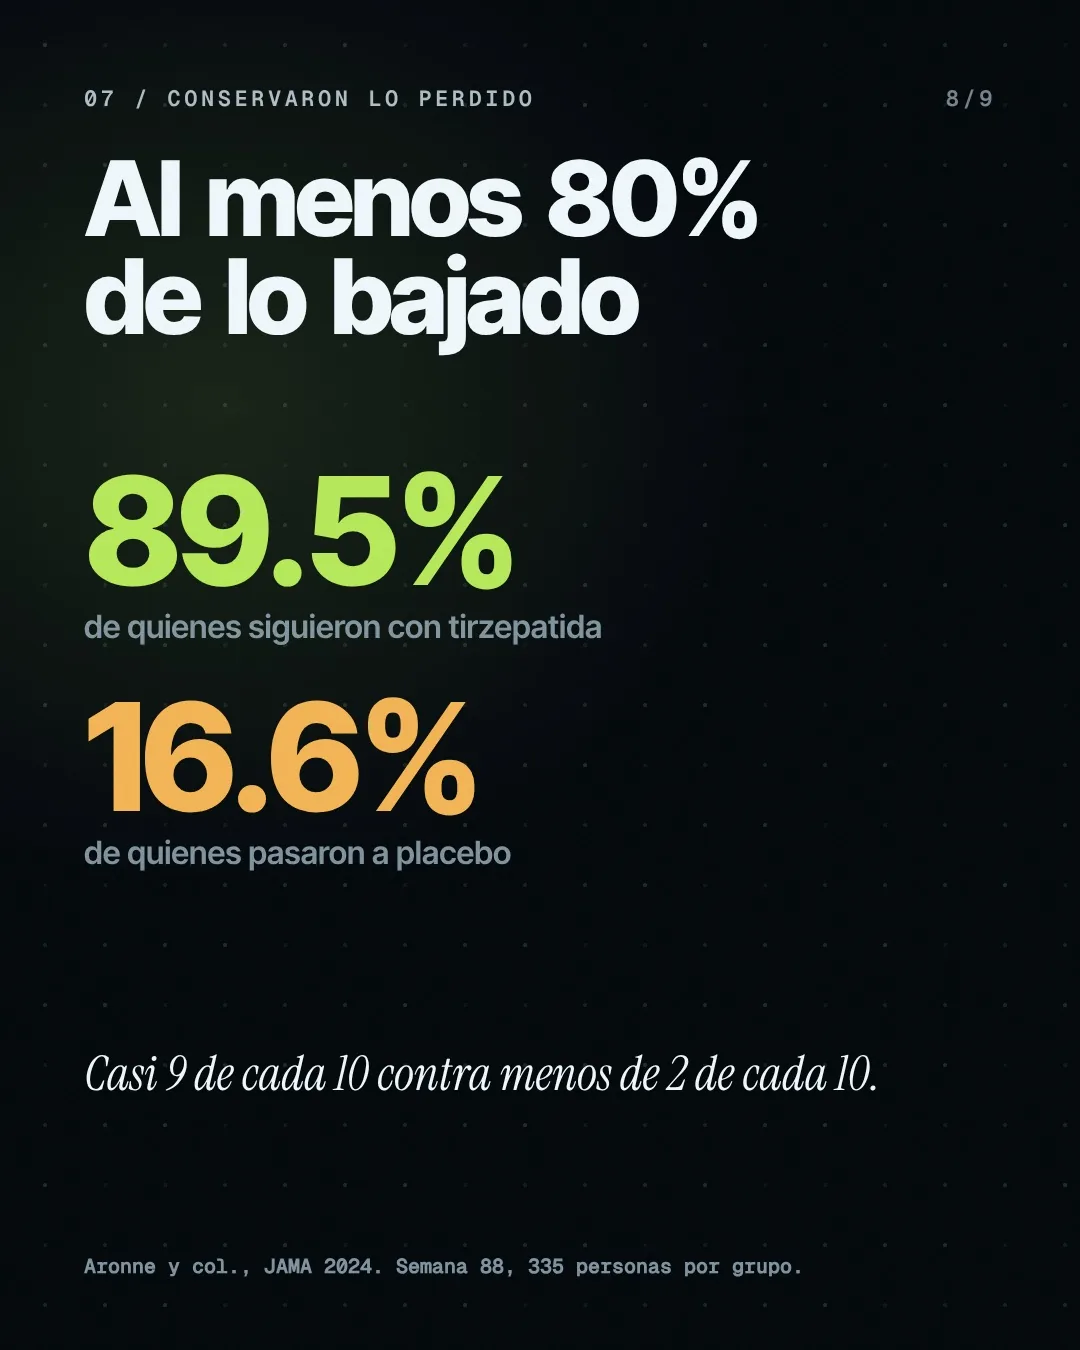 07 / CONSERVARON LO PERDIDO
8/9
Al menos 80%
de lo bajado
89.5%
de quienes siguieron con tirzepatida
16.6%
de quienes pasaron a placebo
Casi 9 de cada 10 contra menos de 2 de cada 10.
Aronne y col., JAMA 2024. Semana 88, 335 personas por grupo.